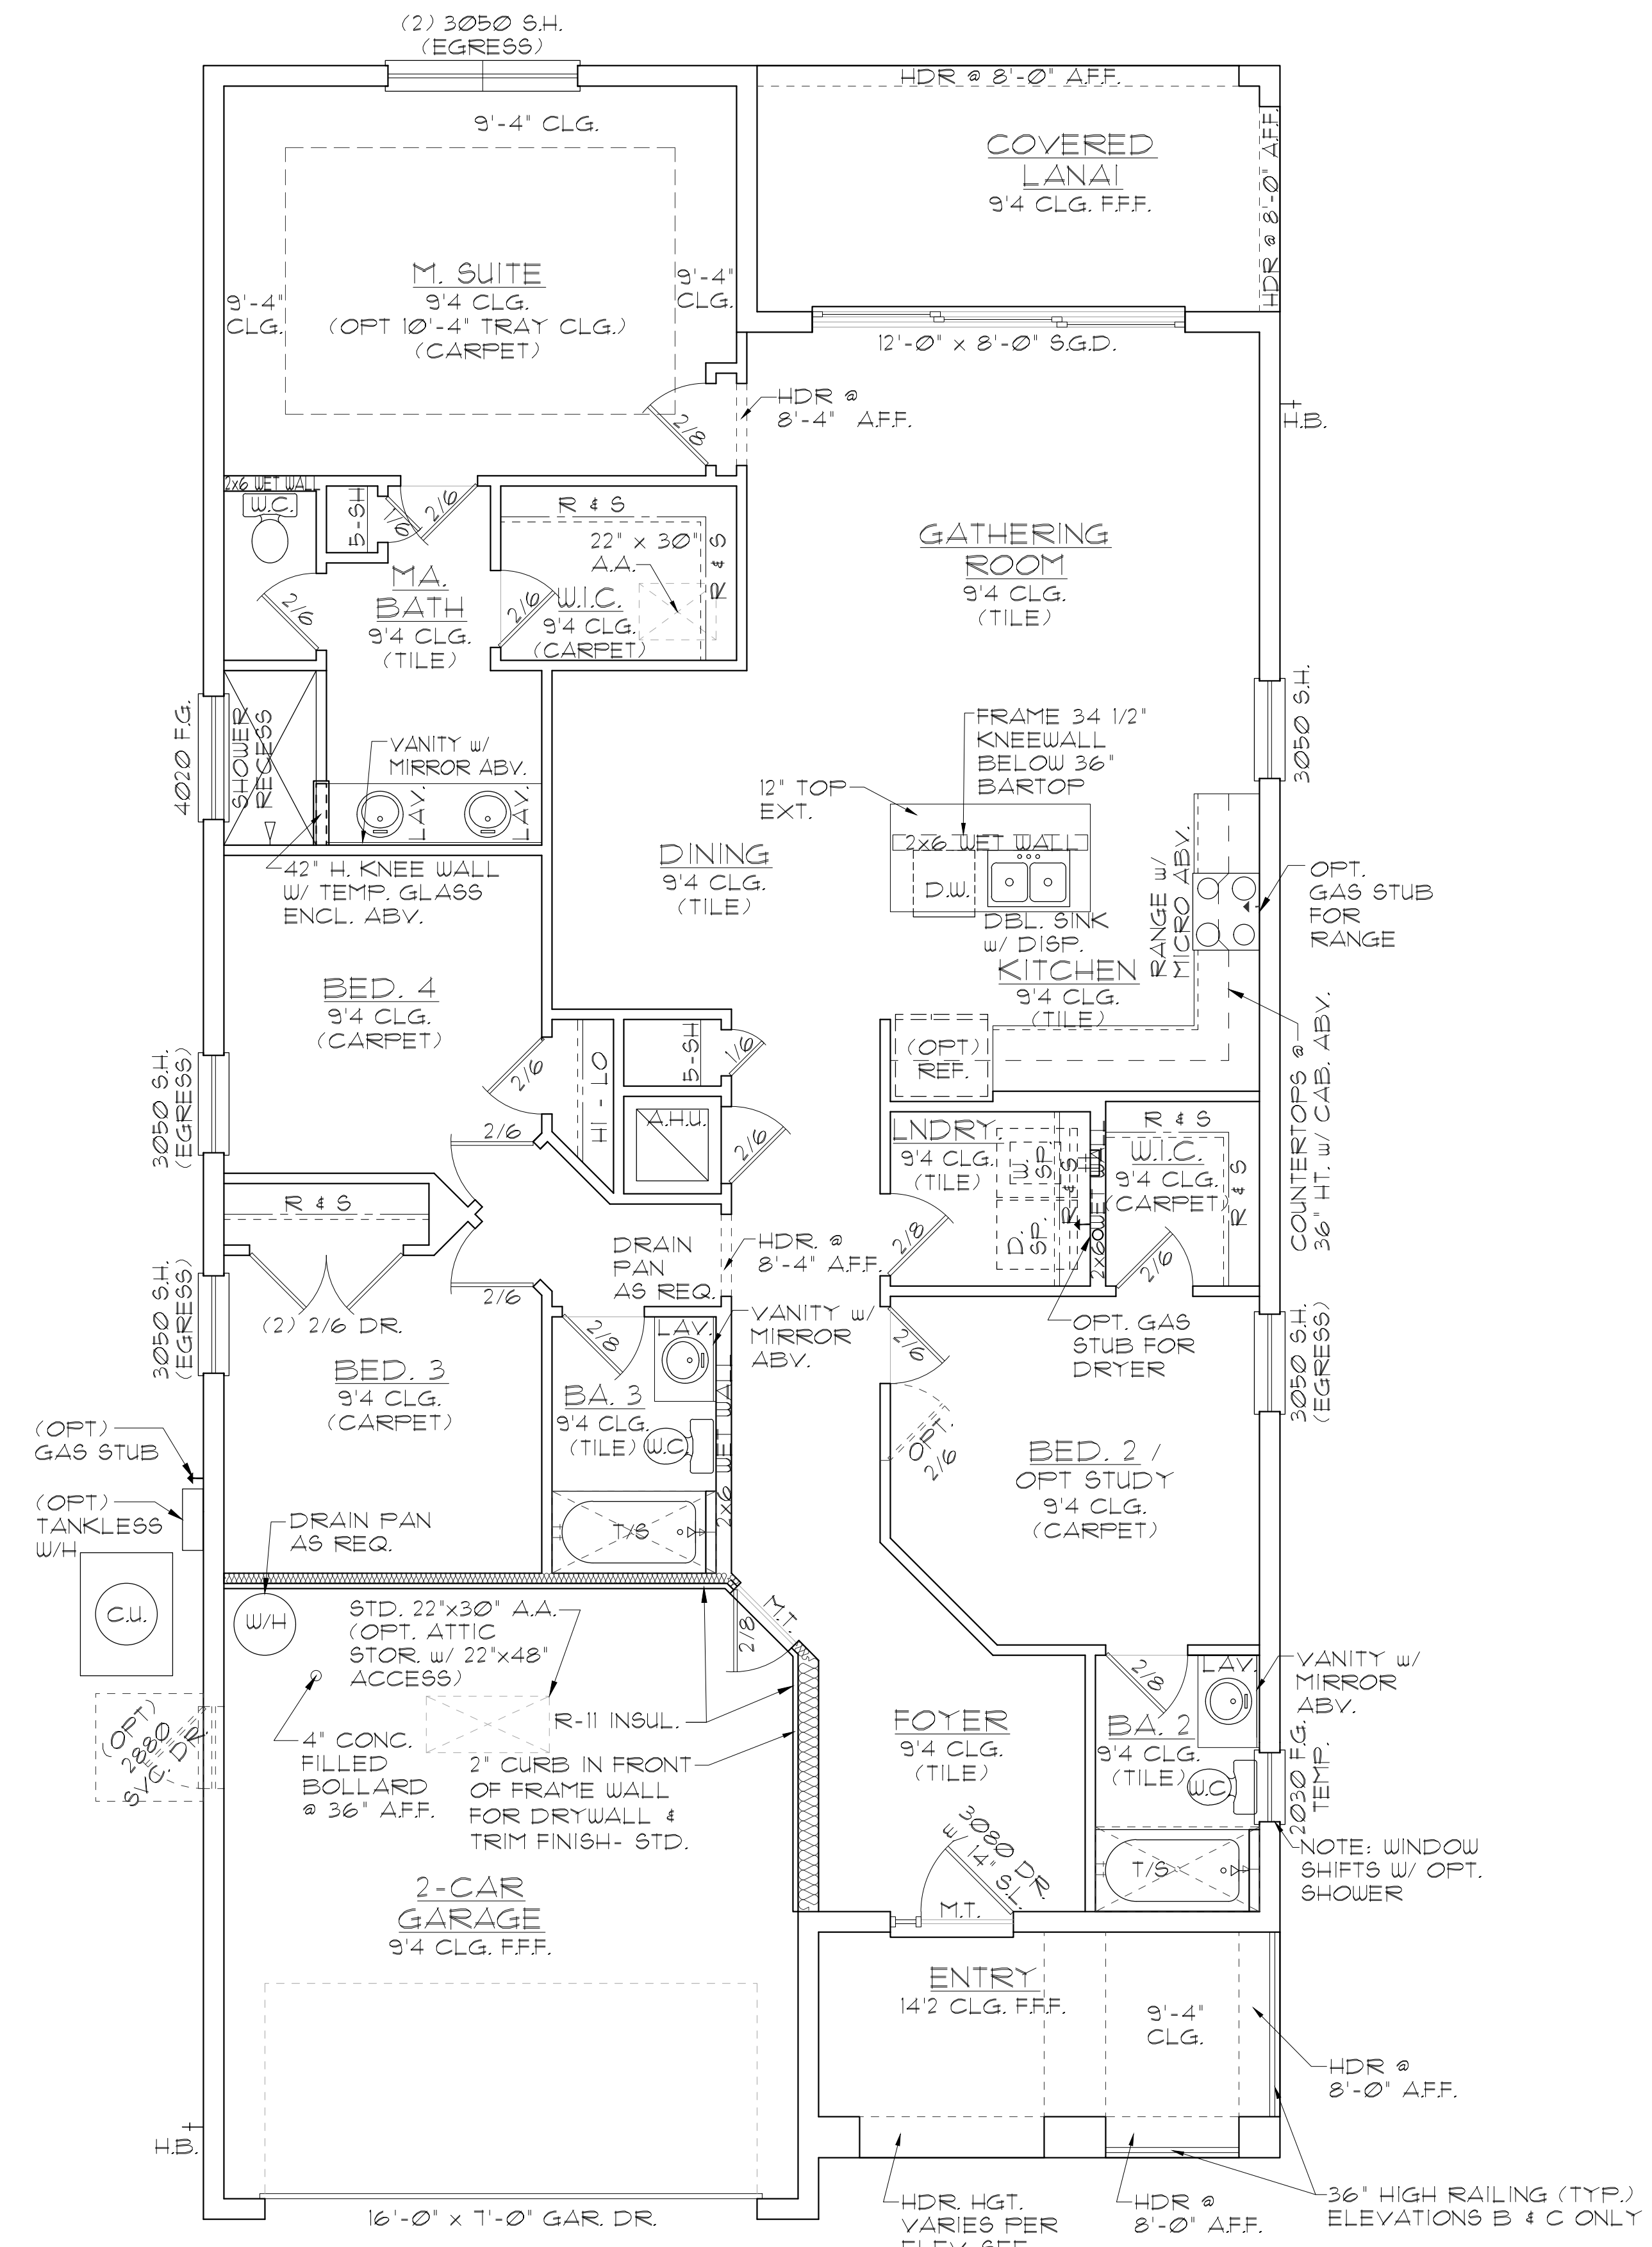 (2) 3050 S.H.
(EGRESS)
HDR @ 8'-0" A.F.F.
9'-4" CLG.
COVERED
LANAI
9'4 CLG. F.F.F.
HDR @ 8'-0" A.F.F.
M. SUITE
9'4 CLG.
(OPT 10'-4" TRAY CLG.)
(CARPET)
9'-4"
CLG.
9'-4"
CLG.
12'-0" x 8'-0" S.G.D.
HDR @
8'-4" A.F.F.
2/8
H.B.
2x6 WET WALL
W.C.
5-SH
1/6
2/6
R & S
22" x 30"
A.A.
R & S
GATHERING
ROOM
9'4 CLG.
(TILE)
MA.
BATH
9'4 CLG.
(TILE)
2/6
2/6
W.I.C.
9'4 CLG.
(CARPET)
4020 F.G.
SHOWER
RECESS
VANITY w/
MIRROR ABV.
LAV.
LAV.
3050 S.H.
FRAME 34 1/2"
KNEEWALL
BELOW 36"
BARTOP
12" TOP
EXT.
2x6 WET WALL
D.W.
DBL. SINK
w/ DISP.
RANGE w/
MICRO ABV.
OPT.
GAS STUB
FOR
RANGE
DINING
9'4 CLG.
(TILE)
42" H. KNEE WALL
W/ TEMP. GLASS
ENCL. ABV.
KITCHEN
9'4 CLG.
(TILE)
BED. 4
9'4 CLG.
(CARPET)
3050 S.H.
(EGRESS)
2/6
HI - LO
5-SH
1/6
(OPT)
REF.
COUNTERTOPS @
36" HT. w/ CAB. ABV.
A.H.U.
2/6
2/6
LNDRY.
9'4 CLG.
(TILE)
W.
SP.
D.
SP.
R & S
2x6 WET WALL
R & S
W.I.C.
9'4 CLG.
(CARPET)
R & S
2/8
2/6
R & S
DRAIN
PAN
AS REQ.
HDR. @
8'-4" A.F.F.
3050 S.H.
(EGRESS)
(2) 2/6 DR.
2/6
BED. 3
9'4 CLG.
(CARPET)
2/8
LAV.
VANITY w/
MIRROR
ABV.
OPT. GAS
STUB FOR
DRYER
2/6
3050 S.H.
(EGRESS)
BA. 3
9'4 CLG.
(TILE)
W.C.
2x6 WET WALL
T/S
OPT.
2/6
BED. 2 /
OPT STUDY
9'4 CLG.
(CARPET)
(OPT)
GAS STUB
(OPT)
TANKLESS
W/H
DRAIN PAN
AS REQ.
C.U.
W/H
STD. 22"x30" A.A.
(OPT. ATTIC
STOR. w/ 22"x48"
ACCESS)
M.T.
2/8
R-11 INSUL.
(OPT)
2880
SVC. DR.
4" CONC.
FILLED
BOLLARD
@ 36" A.F.F.
2" CURB IN FRONT
OF FRAME WALL
FOR DRYWALL &
TRIM FINISH- STD.
FOYER
9'4 CLG.
(TILE)
2/8
LAV.
VANITY w/
MIRROR
ABV.
BA. 2
9'4 CLG.
(TILE)
W.C.
2030 F.G.
TEMP.
T/S
NOTE: WINDOW
SHIFTS W/ OPT.
SHOWER
3080 DR.
w/ 14" S.L.
M.T.
2-CAR
GARAGE
9'4 CLG. F.F.F.
ENTRY
14'2 CLG. F.F.F.
9'-4"
CLG.
HDR @
8'-0" A.F.F.
H.B.
16'-0" x 7'-0" GAR. DR.
HDR. HGT.
VARIES PER
HDR @
8'-0" A.F.F.
36" HIGH RAILING (TYP.)
ELEVATIONS B & C ONLY